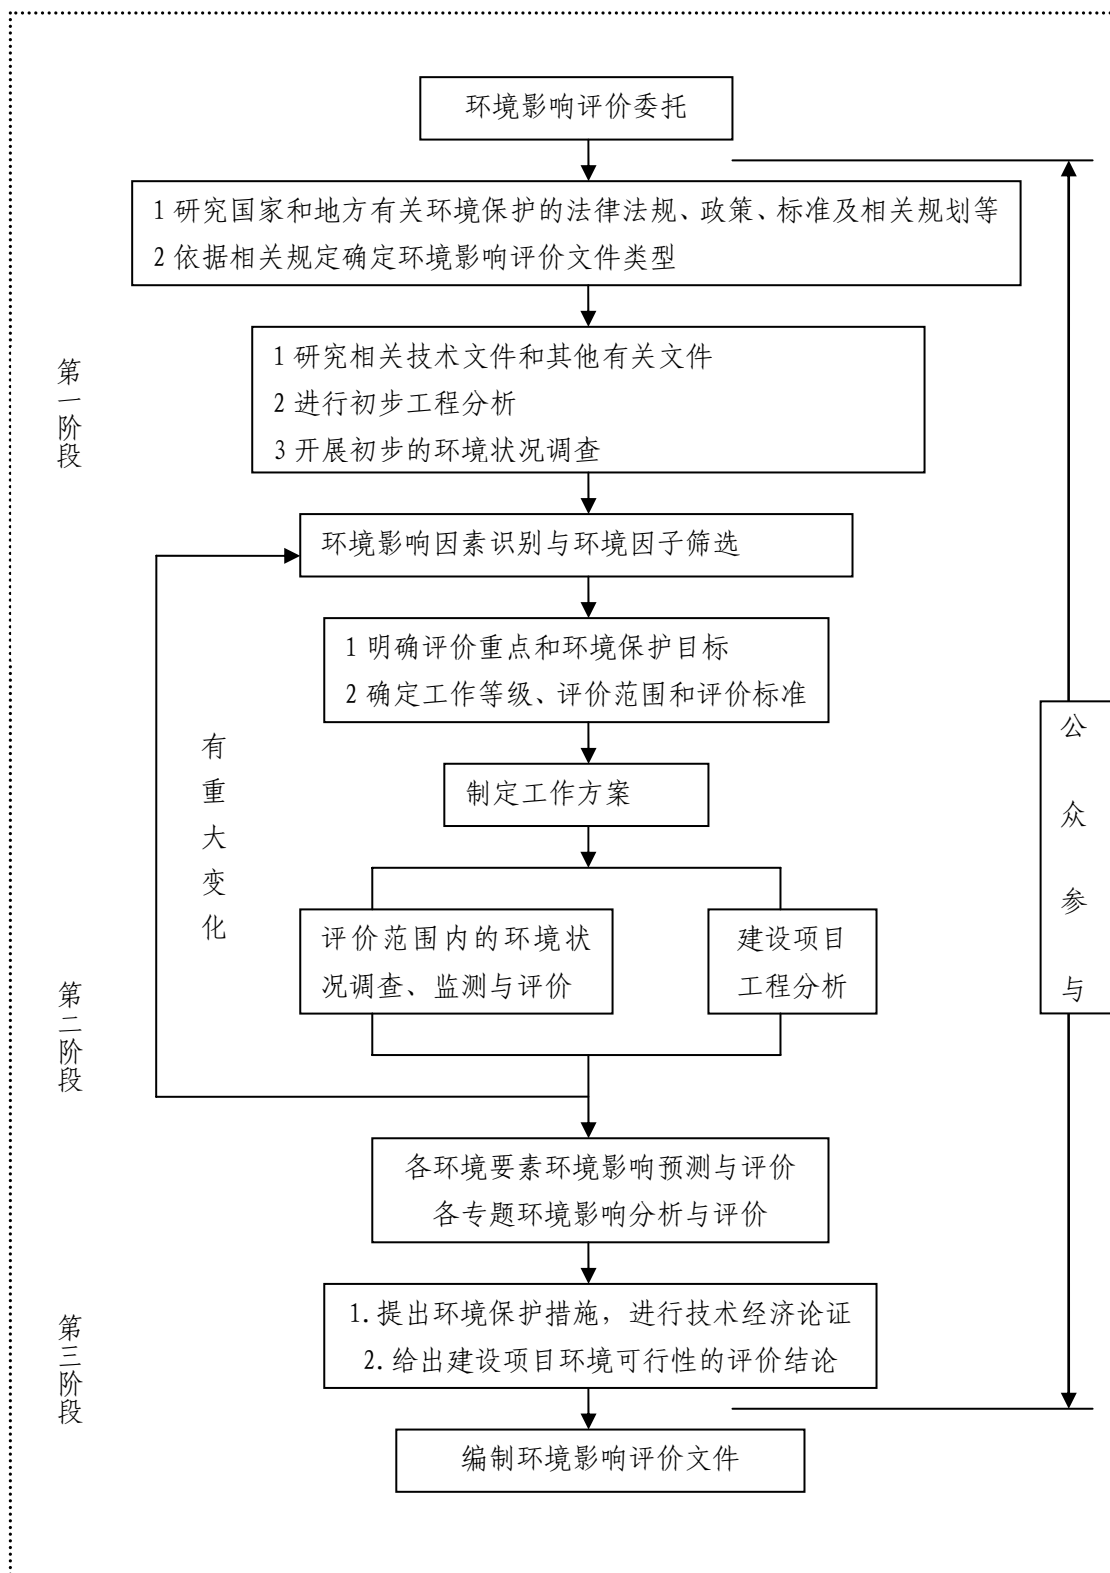 环境影响评价委托
1 研究国家和地方有关环境保护的法律法规、政策、标准及相关规划等
2 依据相关规定确定环境影响评价文件类型
第一阶段
1 研究相关技术文件和其他有关文件
2 进行初步工程分析
3 开展初步的环境状况调查
环境影响因素识别与环境因子筛选
1 明确评价重点和环境保护目标
2 确定工作等级、评价范围和评价标准
有重大变化
公众参与
制定工作方案
评价范围内的环境状
况调查、监测与评价
建设项目
工程分析
第二阶段
各环境要素环境影响预测与评价
各专题环境影响分析与评价
第三阶段
1.提出环境保护措施，进行技术经济论证
2.给出建设项目环境可行性的评价结论
编制环境影响评价文件